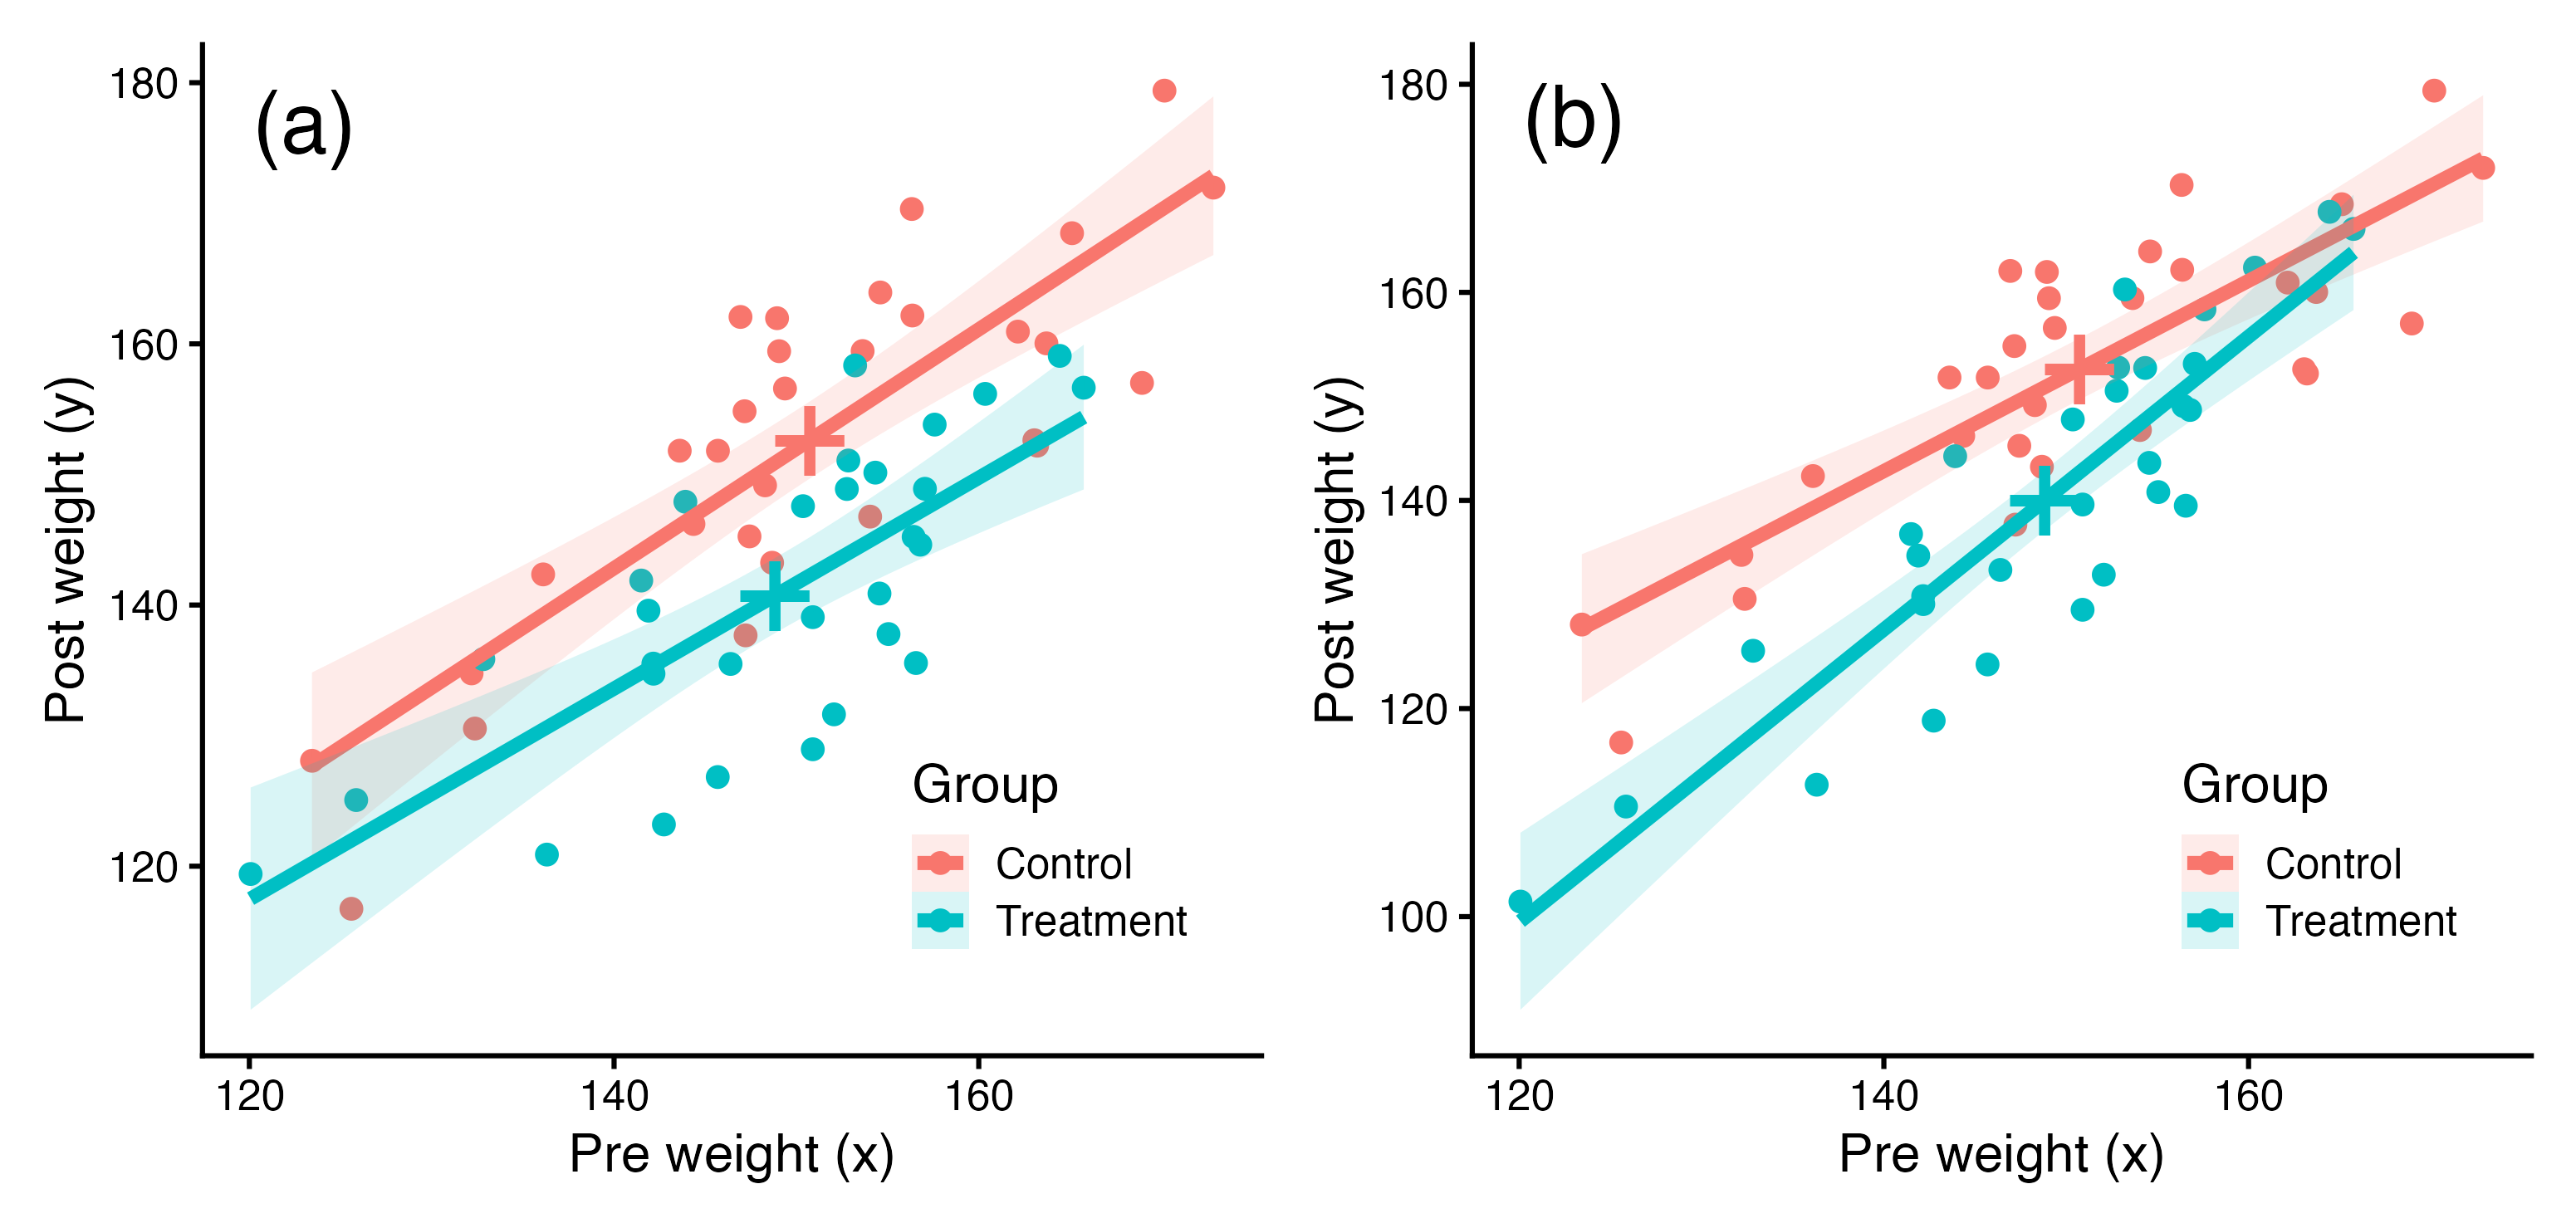 (a)
Post weight (y)
180
160
140
120
120 140 160
Pre weight (x)
Group
Control
Treatment
(b)
Post weight (y)
180
160
140
120
100
120 140 160
Pre weight (x)
Group
Control
Treatment